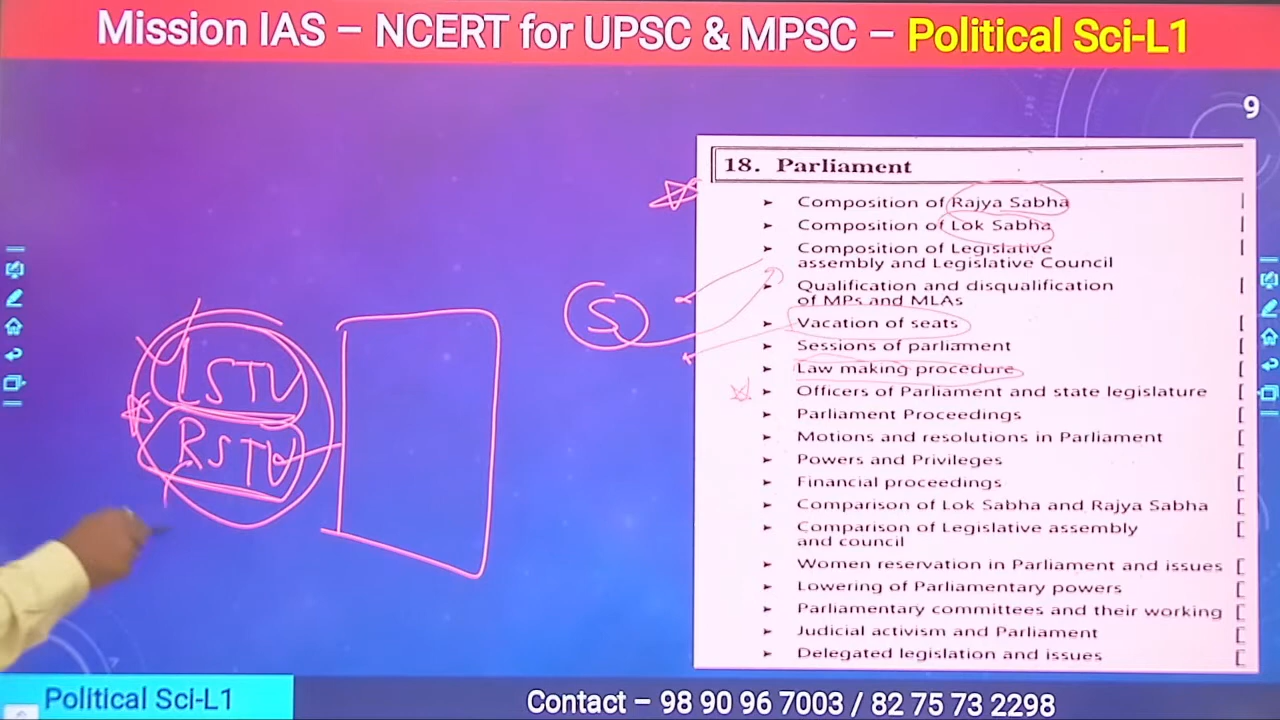 Mission IAS – NCERT for UPSC & MPSC – Political Sci-L1
9
18. Parliament
➤ Composition of Rajya Sabha
➤ Composition of Lok Sabha
➤ Composition of Legislative
assembly and Legislative Council
➤ Qualification and disqualification
of MPs and MLAs
➤ Vacation of seats
➤ Sessions of parliament
➤ Law making procedure
➤ Officers of Parliament and state legislature
➤ Parliament Proceedings
➤ Motions and resolutions in Parliament
➤ Powers and Privileges
➤ Financial proceedings
➤ Comparison of Lok Sabha and Rajya Sabha
➤ Comparison of Legislative assembly
and council
➤ Women reservation in Parliament and issues
➤ Lowering of Parliamentary powers
➤ Parliamentary committees and their working
➤ Judicial activism and Parliament
➤ Delegated legislation and issues
S
LSTV
RSTV
Political Sci-L1
Contact – 98 90 96 7003 / 82 75 73 2298